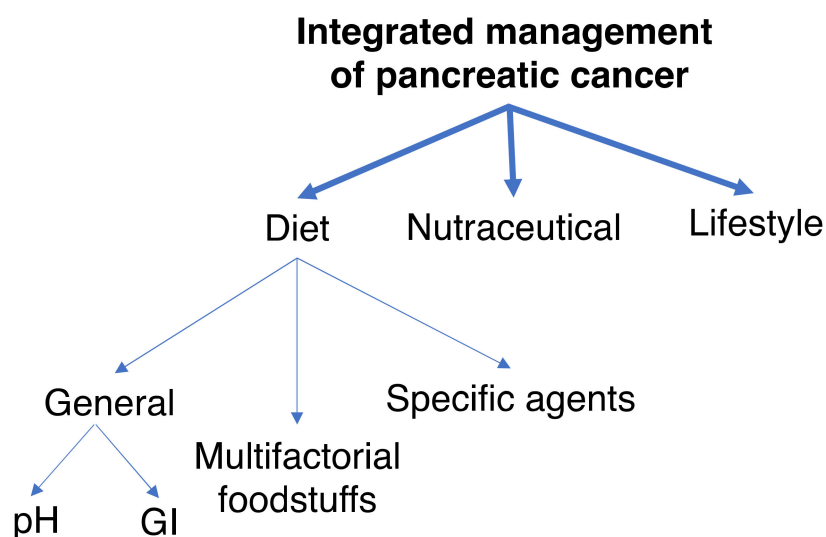 Integrated management
of pancreatic cancer
Diet
Nutraceutical
Lifestyle
General
Specific agents
Multifactorial
foodstuffs
pH
GI